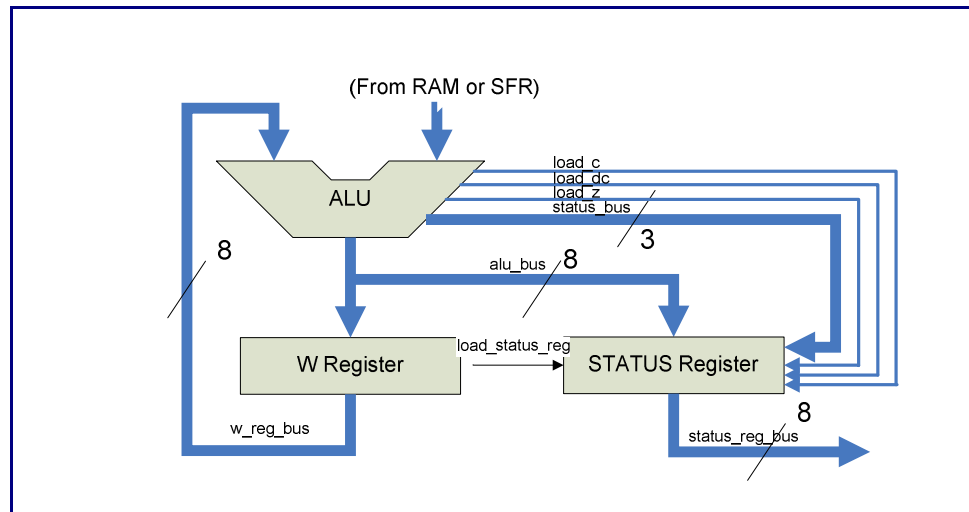 (From RAM or SFR)
load_c
load_dc
load_z
status_bus
ALU
3
8
8
alu_bus
load_status_reg
W Register
STATUS Register
8
w_reg_bus
status_reg_bus